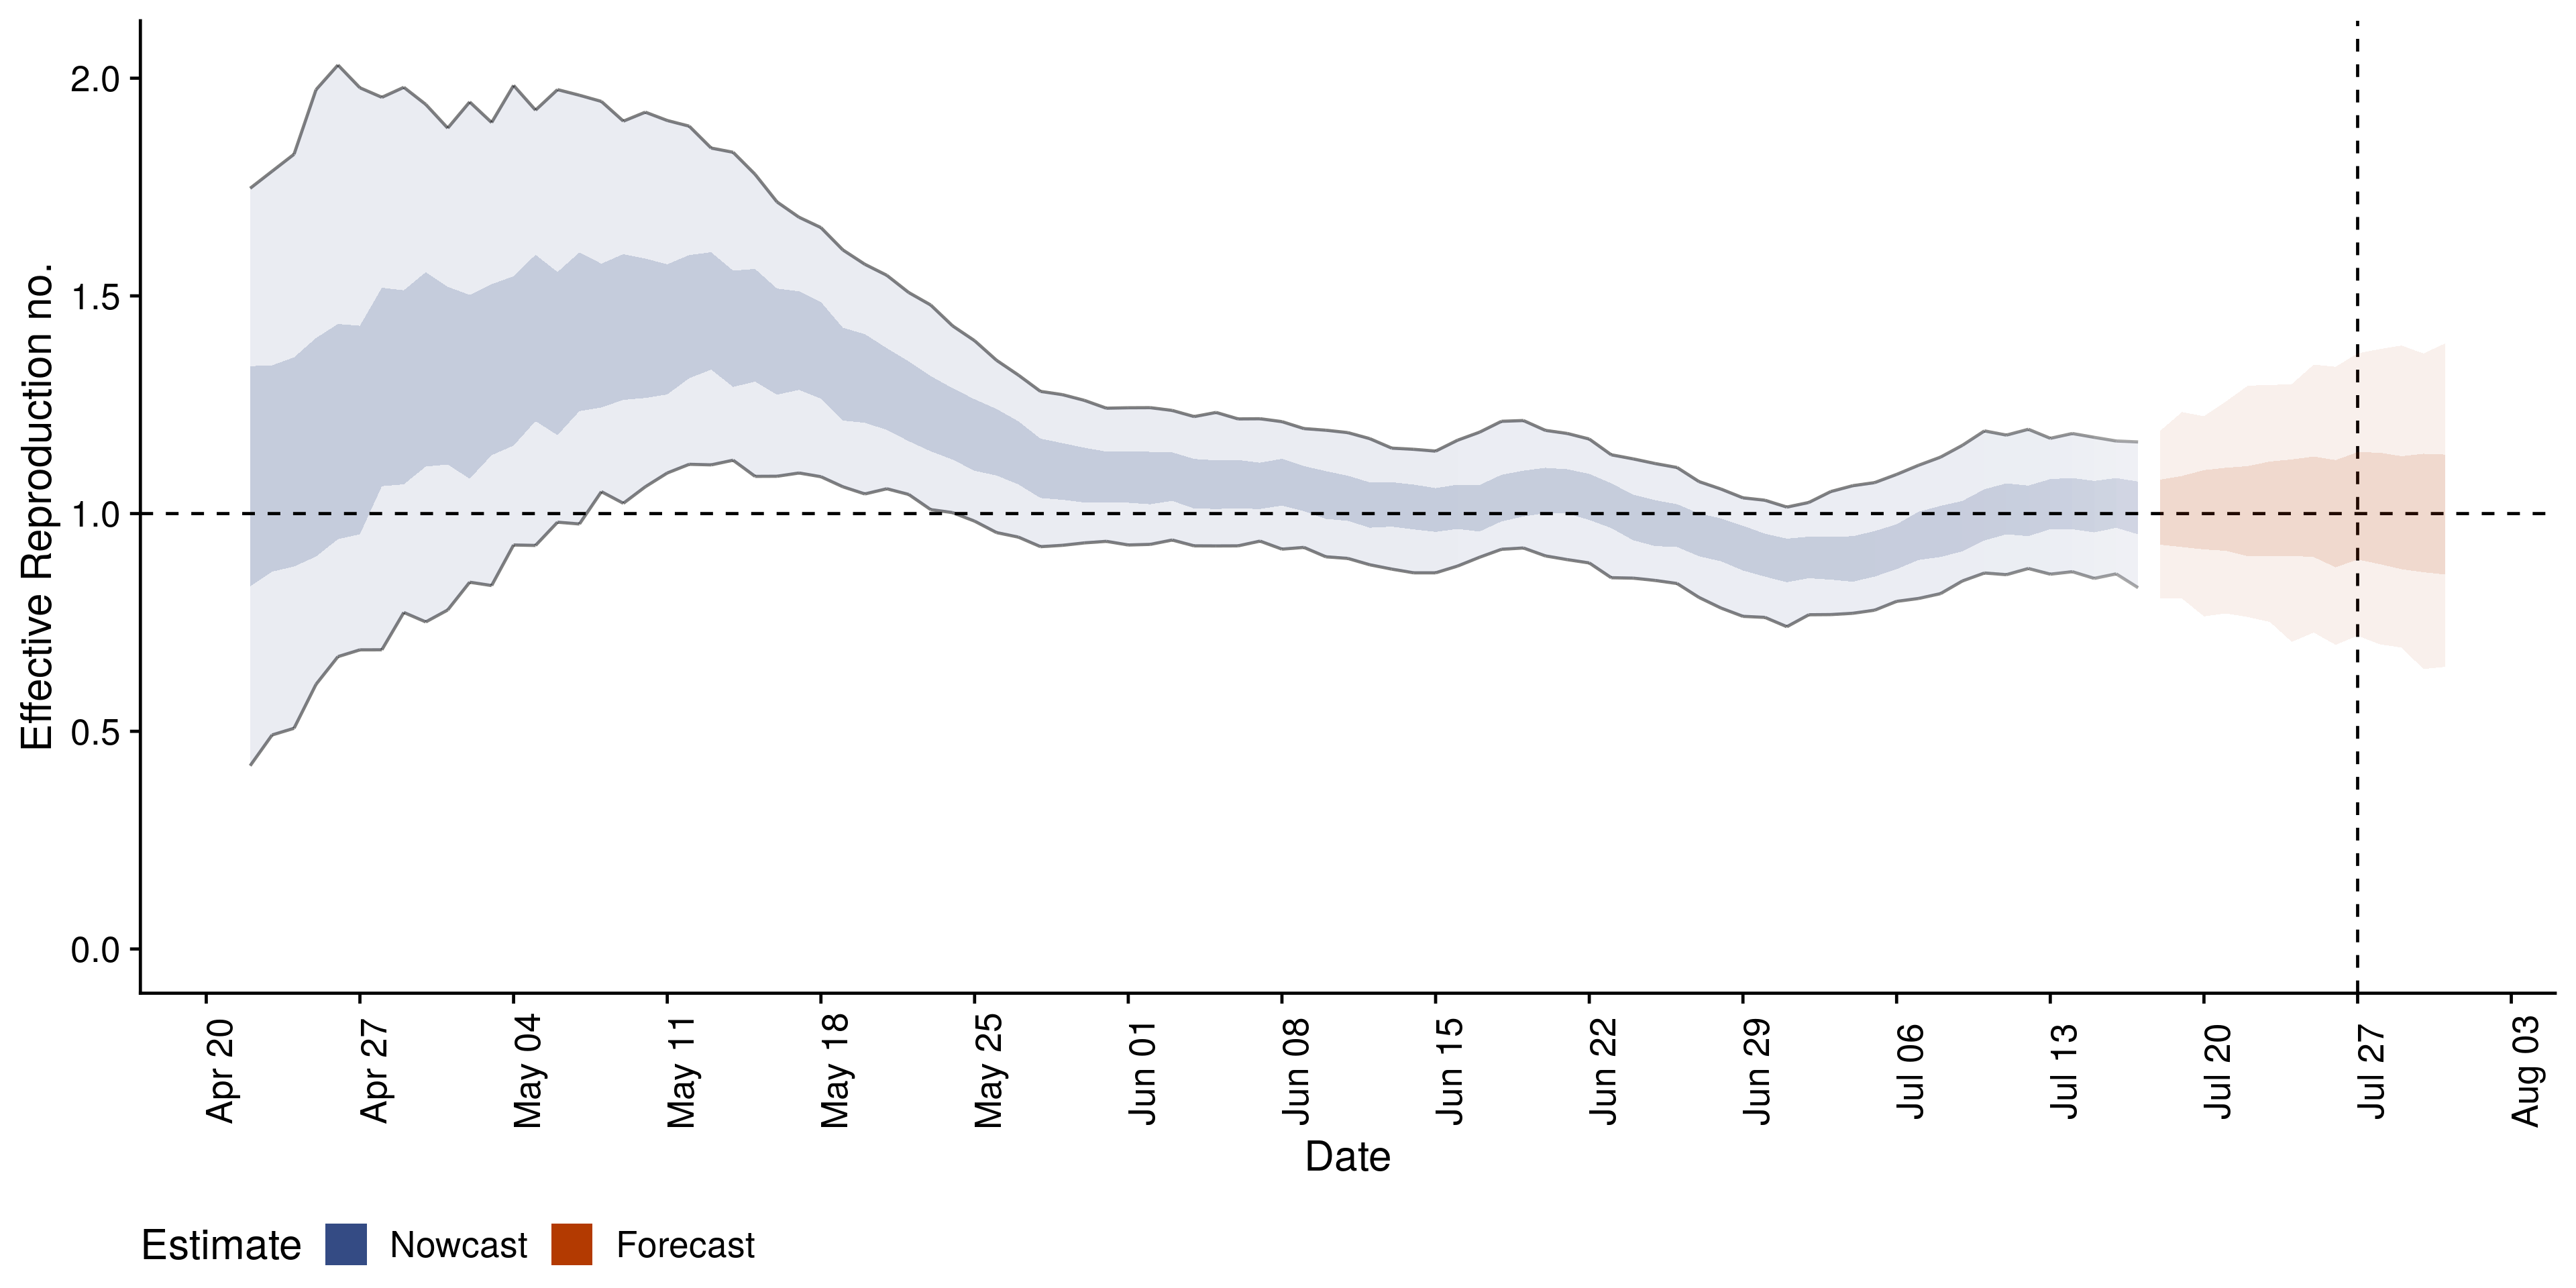 Effective Reproduction no.
2.0
1.5
1.0
0.5
0.0
Apr 20
Apr 27
May 04
May 11
May 18
May 25
Jun 01
Jun 08
Jun 15
Jun 22
Jun 29
Jul 06
Jul 13
Jul 20
Jul 27
Aug 03
Date
Estimate Nowcast Forecast